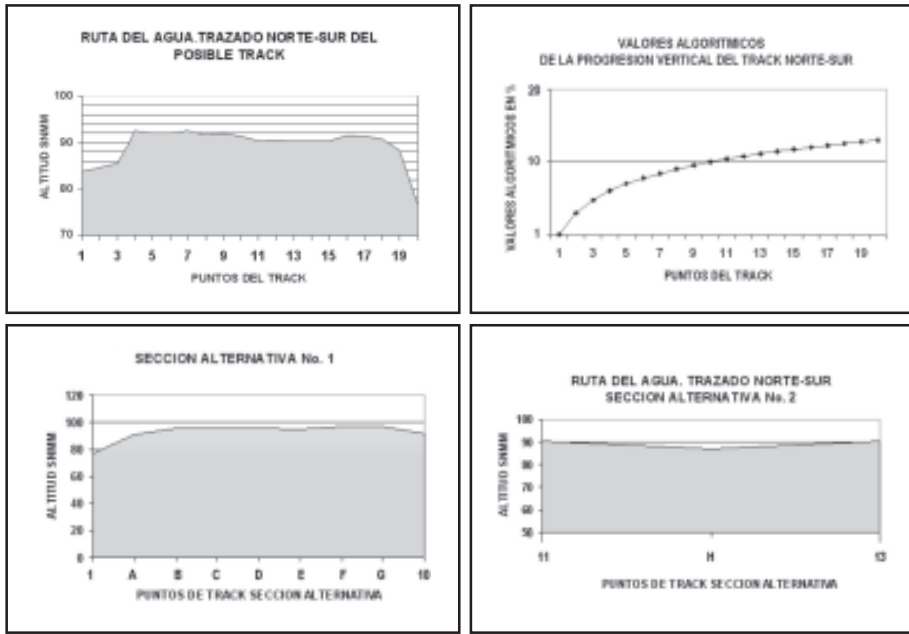 RUTA DEL AGUA.TRAZADO NORTE-SUR DEL
POSIBLE TRACK
ALTITUD SNMM
100
90
80
70
1 3 5 7 9 11 13 15 17 19
PUNTOS DEL TRACK
VALORES ALGORITMICOS
DE LA PROGRESION VERTICAL DEL TRACK NORTE-SUR
VALORES ALGORITMICOS EN %
20
10
1
1 3 5 7 9 11 13 15 17 19
PUNTOS DEL TRACK
SECCION ALTERNATIVA No. 1
ALTITUD SNMM
120
100
80
60
40
20
0
1 A B C D E F G 10
PUNTOS DE TRACK SECCION ALTERNATIVA
RUTA DEL AGUA. TRAZADO NORTE-SUR
SECCION ALTERNATIVA No. 2
ALTITUD SNMM
100
90
80
70
60
50
11 H 13
PUNTOS DE TRACK SECCION ALTERNATIVA